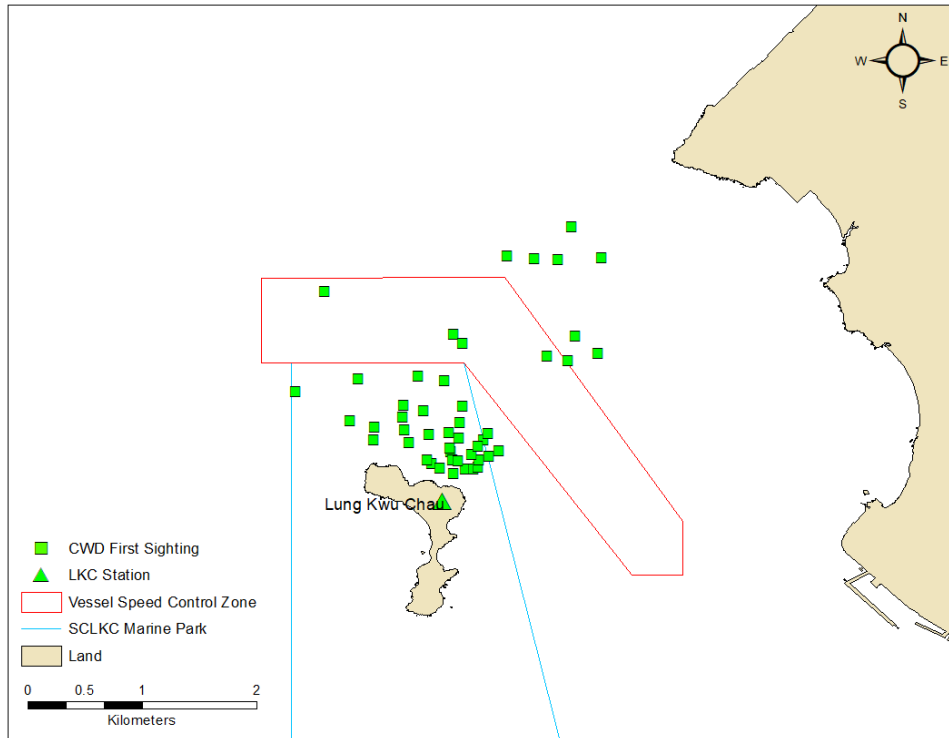 N
W E
S
Lung Kwu Chau
CWD First Sighting
LKC Station
Vessel Speed Control Zone
SCLKC Marine Park
Land
0 0.5 1 2
Kilometers